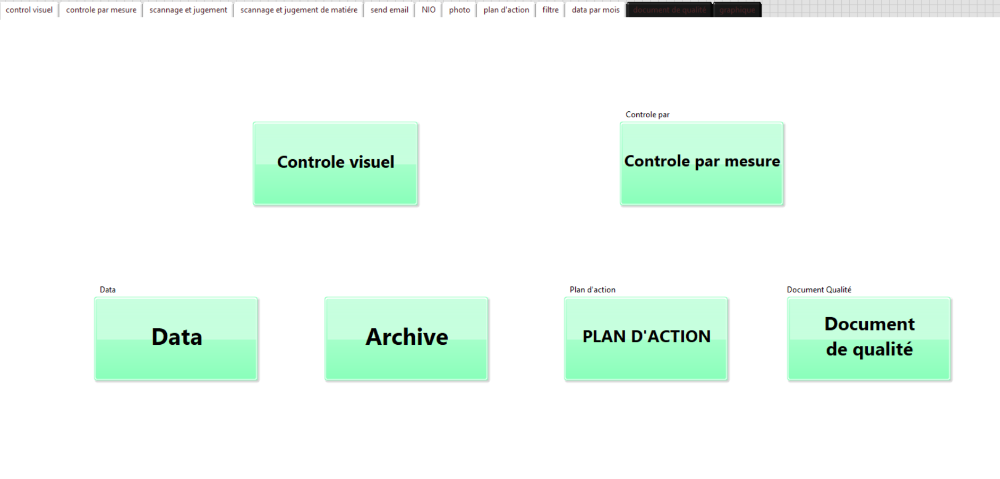 control visuel
controle par mesure
scannage et jugement
scannage et jugement de matiére
send email
NIO
photo
plan d'action
filtre
data par mois
document de qualité
graphique
Controle visuel
Controle par
Controle par mesure
Data
Data
Archive
Plan d'action
PLAN D'ACTION
Document Qualité
Document
de qualité